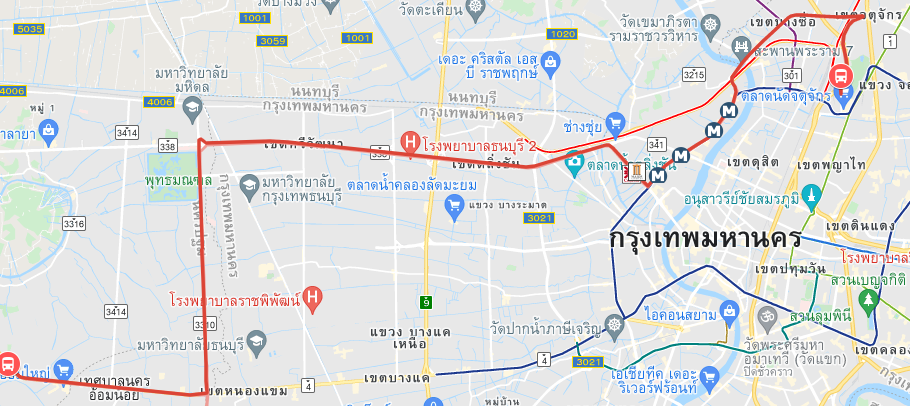 5035
1001
3059
1001
วัดตะเคียน
1020
วัดเขมาภิรตา
รามราชวรวิหาร
เขตบางซื่อ
เขตจตุจักร
สะพานพระราม 7
1
เดอะ คริสตัล เอส
บี ราชพฤกษ์
3215
301
แขวง จอ
ตลาดนัดจตุจักร
มหาวิทยาลัย
มหิดล
4006
4006
นนทบุรี
กรุงเทพมหานคร
นนทบุรี
กรุงเทพมหานคร
หมู่ 1
M
M
M
M
ช่างชุ่ย
าลายา
3414
338
โรงพยาบาลธนบุรี 2
341
เขตตลิ่งชัน
เขตดุสิต
เขตพญาไท
พุทธมณฑล
กรุงเทพมหานคร
มหาวิทยาลัย
กรุงเทพธนบุรี
ตลาดน้ำคลองลัดมะยม
แขวง บางระมาด
3021
อนุสาวรีย์ชัยสมรภูมิ
3316
กรุงเทพมหานคร
เขตดินแดง
โรงพยาบาล
เขตปทุมวัน
สวนเบญจกิติ
โรงพยาบาลราชพิพัฒน์
9
3414
3310
ไอคอนสยาม
สวนลุมพินี
แขวง บางแค
เหนือ
วัดปากน้ำภาษีเจริญ
มหาวิทยาลัยธนบุรี
วัดพระศรีมหา
อุมาเทวี (วัดแขก)
ปิดชั่วคราว
เขตคลอง
4
3021
เทศบาลนคร
อ้อมน้อย
เขตหนองแขม
4
เขตบางแค
เอเชียทีค เดอะ
ริเวอร์ฟร้อนท์
หมู่บ้าน